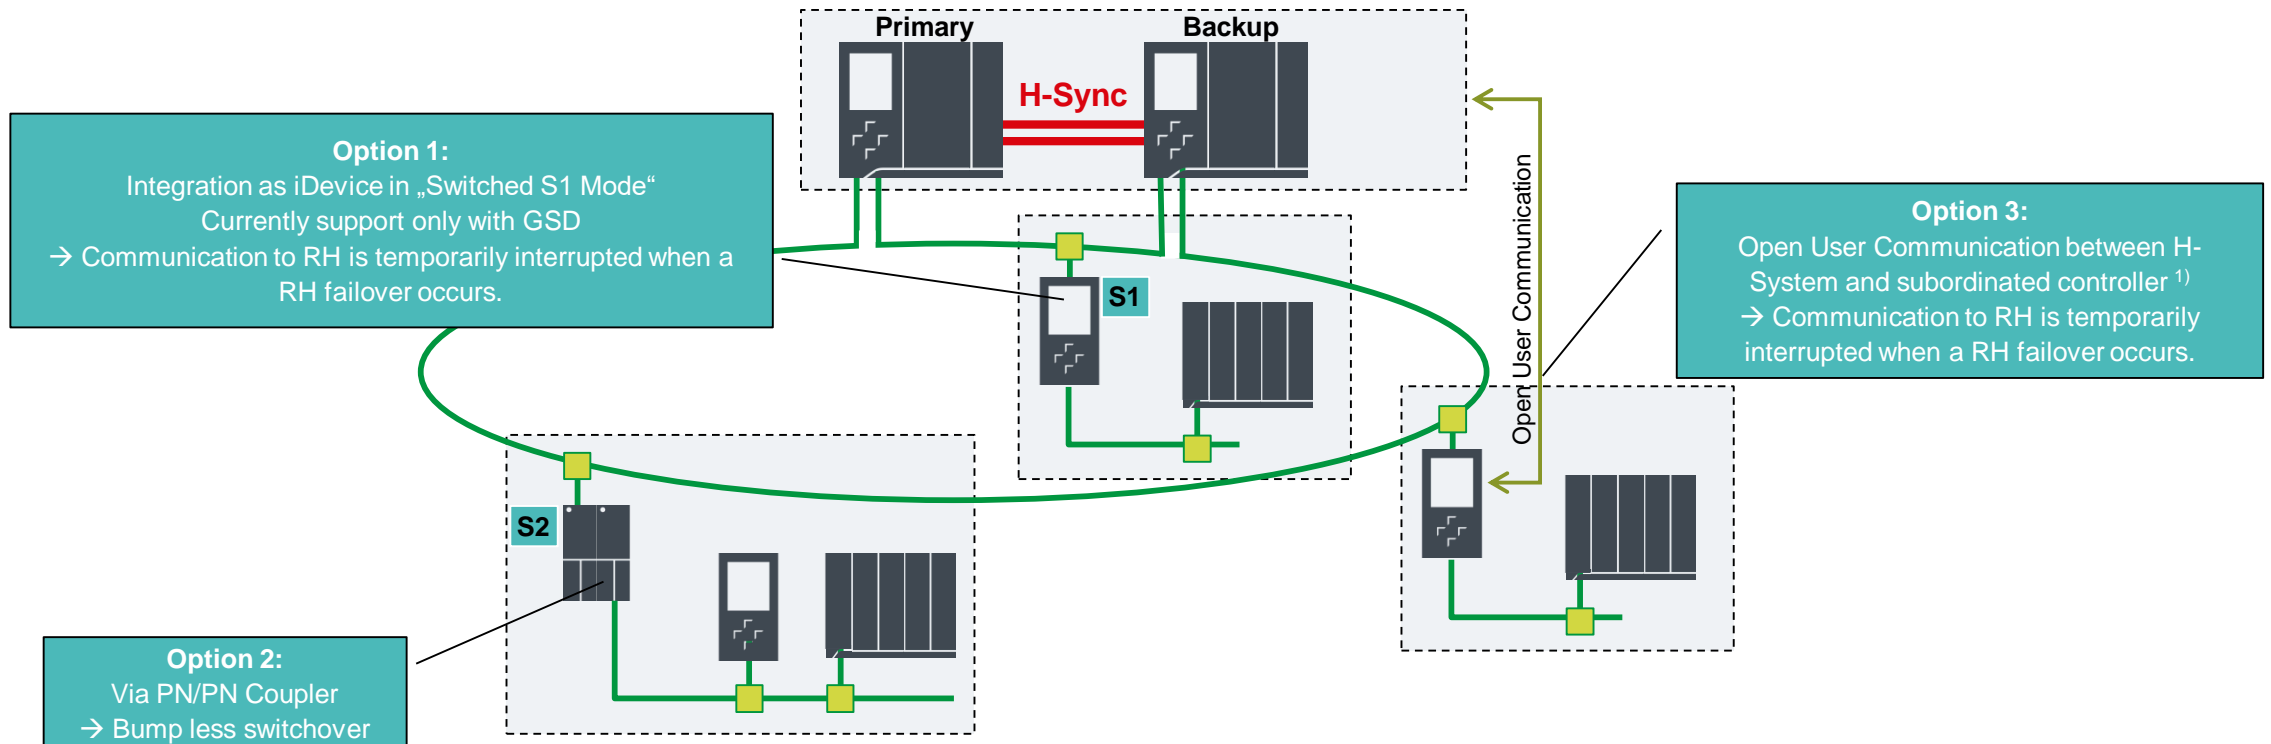 Primary
Backup
H-Sync
Option 1:
Integration as iDevice in „Switched S1 Mode“
Currently support only with GSD
→ Communication to RH is temporarily interrupted when a
RH failover occurs.
S1
Open User Communication
Option 3:
Open User Communication between H-
System and subordinated controller 1)
→ Communication to RH is temporarily
interrupted when a RH failover occurs.
S2
Option 2:
Via PN/PN Coupler
→ Bump less switchover